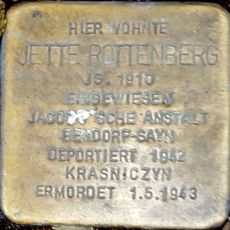 HIER WOHNTE
JETTE ROTTENBERG
JG. 1910
EINGEWIESEN
JACOBY'SCHE ANSTALT
BENDORF-SAYN
DEPORTIERT 1942
KRASNICZYN
ERMORDET 1.5.1943